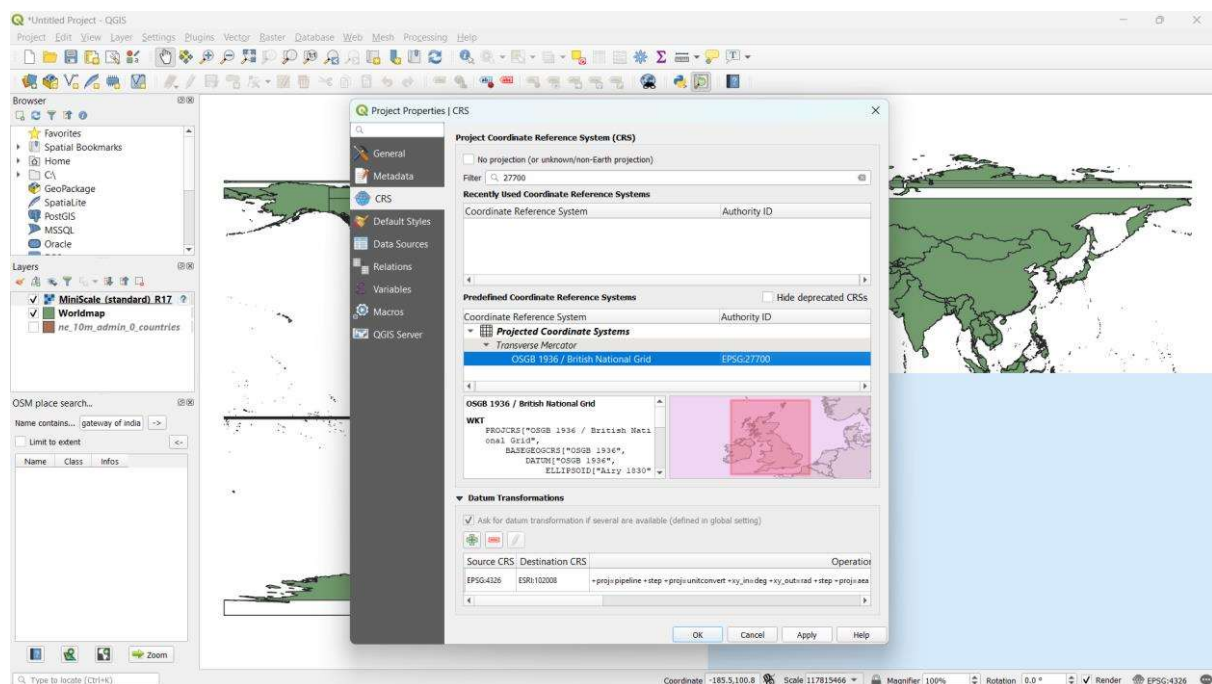 *Untitled Project - QGIS
Project Edit View Layer Settings Plugins Vector Raster Database Web Mesh Processing Help
Browser
Favorites
Spatial Bookmarks
Home
C:\
GeoPackage
SpatiaLite
PostGIS
MSSQL
Oracle
Layers
MiniScale (standard) R17 ?
Worldmap
ne_10m_admin_0_countries
OSM place search...
Name contains... gateway of india ->
Limit to extent <-
Name Class Infos
Zoom
Project Properties | CRS
General
Metadata
CRS
Default Styles
Data Sources
Relations
Variables
Macros
QGIS Server
Project Coordinate Reference System (CRS)
No projection (or unknown/non-Earth projection)
Filter 27700
Recently Used Coordinate Reference Systems
Coordinate Reference System Authority ID
Predefined Coordinate Reference Systems Hide deprecated CRSs
Coordinate Reference System Authority ID
Projected Coordinate Systems
Transverse Mercator
OSGB 1936 / British National Grid EPSG:27700
OSGB 1936 / British National Grid
WKT
PROJCRS["OSGB 1936 / British Nati
onal Grid",
BASEGEOGCRS["OSGB 1936",
DATUM["OSGB 1936",
ELLIPSOID["Airy 1830"
Datum Transformations
Ask for datum transformation if several are available (defined in global setting)
Source CRS Destination CRS Operation
EPSG:4326 ESRI:102008 +proj=pipeline +step +proj=unitconvert +xy_in=deg +xy_out=rad +step +proj=aea
OK Cancel Apply Help
Type to locate (Ctrl+K) Coordinate -185.5,100.8 Scale 1:117815466 Magnifier 100% Rotation 0.0 ° Render EPSG:4326